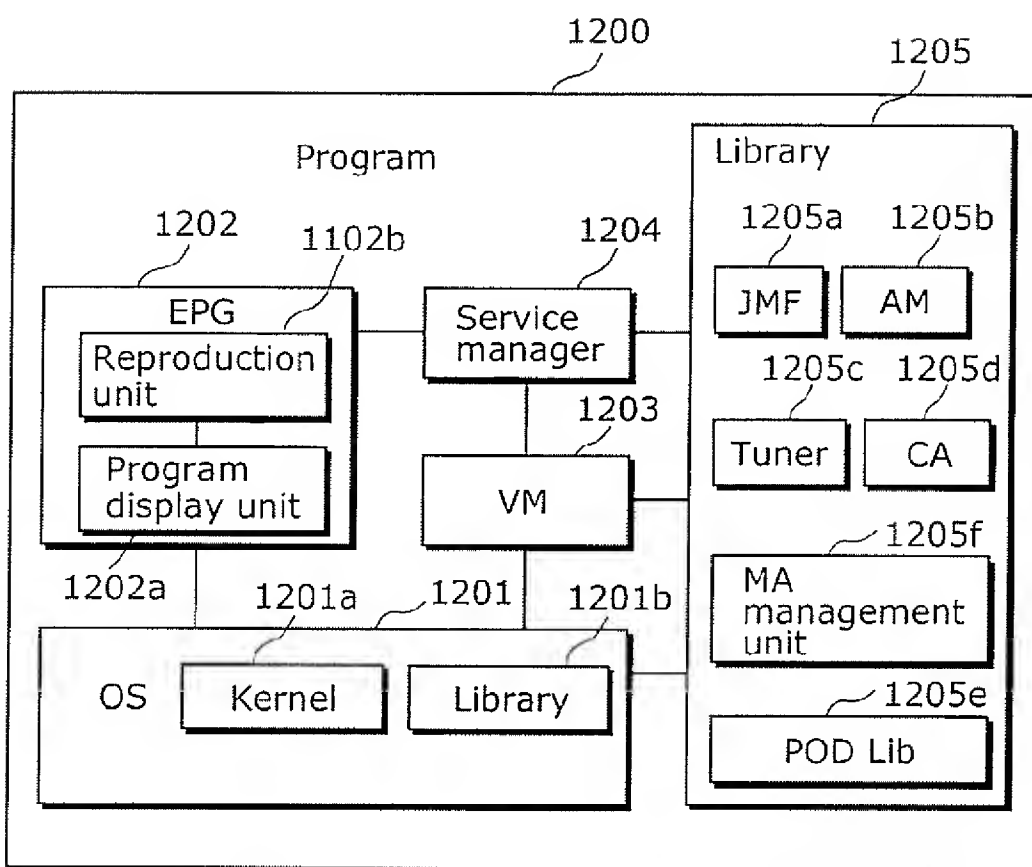 1200
1205
Program
Library
1202
1102b
1204
1205a
1205b
EPG
Reproduction
unit
Service
manager
JMF
AM
1205c
1205d
1203
Program
display unit
VM
Tuner
CA
1205f
1202a
1201a
1201
1201b
MA
management
unit
OS
Kernel
Library
1205e
POD Lib